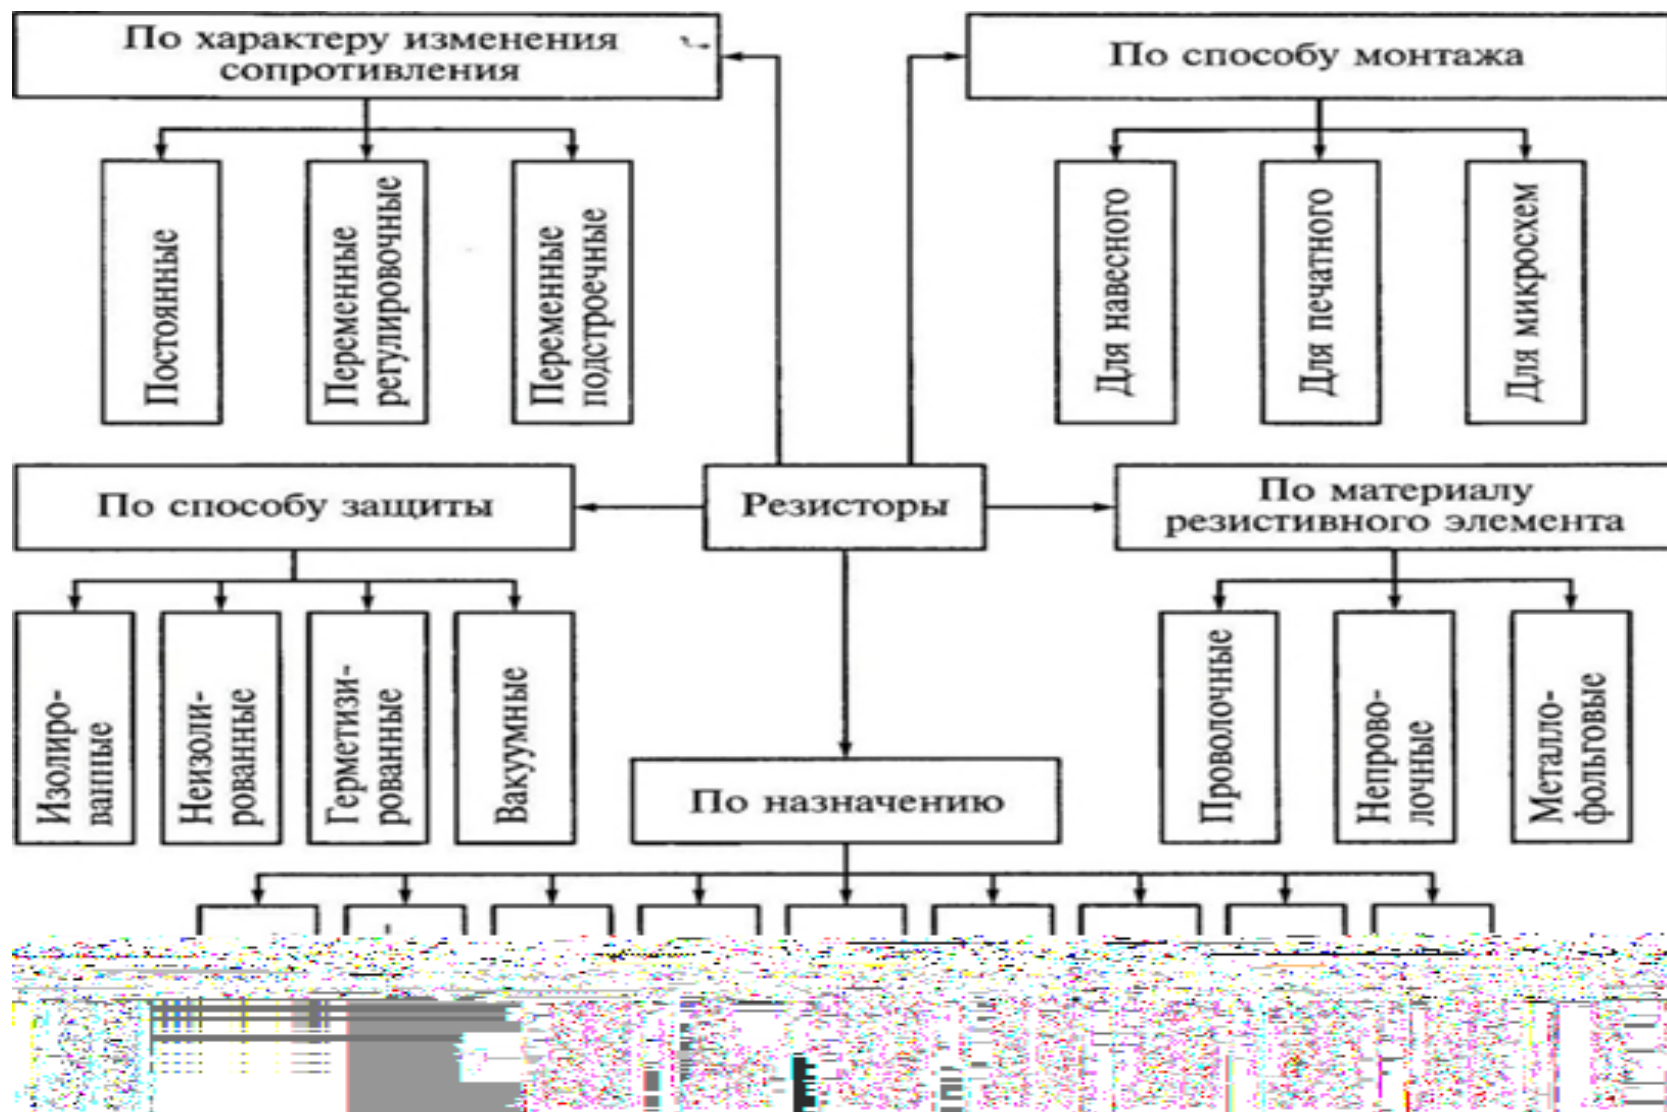 По характеру изменения
сопротивления
По способу монтажа
Постоянные
Переменные
регулировочные
Переменные
подстроечные
Для навесного
Для печатного
Для микросхем
По способу защиты
Резисторы
По материалу
резистивного элемента
Изолиро-
ванные
Неизоли-
рованные
Герметизи-
рованные
Вакуумные
Проволочные
Непрово-
лочные
Металло-
фольговые
По назначению